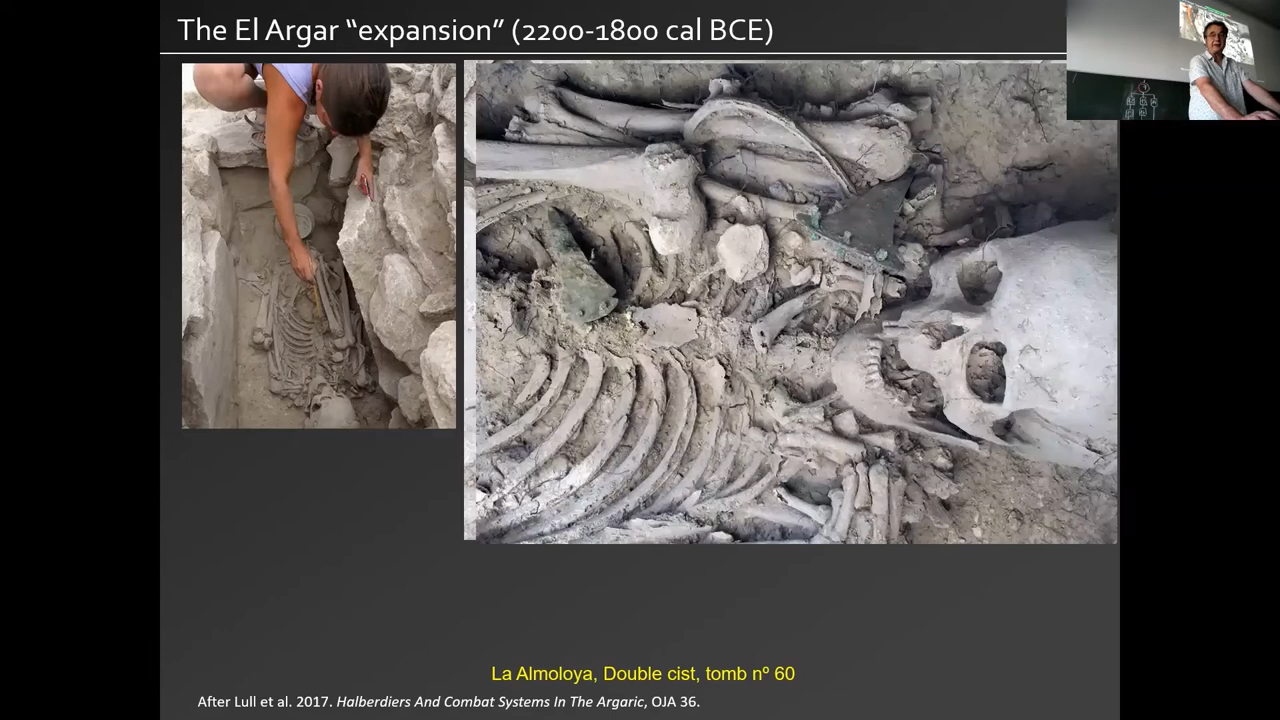 The El Argar “expansion” (2200-1800 cal BCE)
La Almoloya, Double cist, tomb nº 60
After Lull et al. 2017. Halberdiers And Combat Systems In The Argaric, OJA 36.